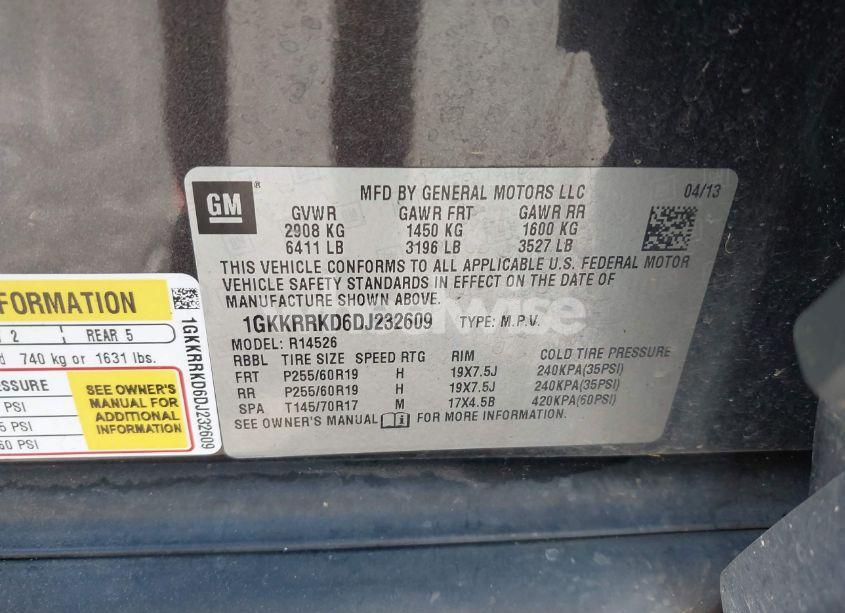 GM ®
MFD BY GENERAL MOTORS LLC 04/13
GVWR GAWR FRT GAWR RR
2908 KG 1450 KG 1600 KG
6411 LB 3196 LB 3527 LB
THIS VEHICLE CONFORMS TO ALL APPLICABLE U.S. FEDERAL MOTOR
VEHICLE SAFETY STANDARDS IN EFFECT ON THE DATE OF
MANUFACTURE SHOWN ABOVE.
1GKKRRKD6DJ232609 TYPE: M.P.V.
MODEL: R14526
RBBL TIRE SIZE SPEED RTG RIM COLD TIRE PRESSURE
FRT P255/60R19 H 19X7.5J 240KPA(35PSI)
RR P255/60R19 H 19X7.5J 240KPA(35PSI)
SPA T145/70R17 M 17X4.5B 420KPA(60PSI)
SEE OWNER'S MANUAL i FOR MORE INFORMATION.
FORMATION
2 REAR 5
740 kg or 1631 lbs.
PSI
5 PSI
60 PSI
SEE OWNER'S
MANUAL FOR
ADDITIONAL
INFORMATION
1GKKRRKD6DJ232609